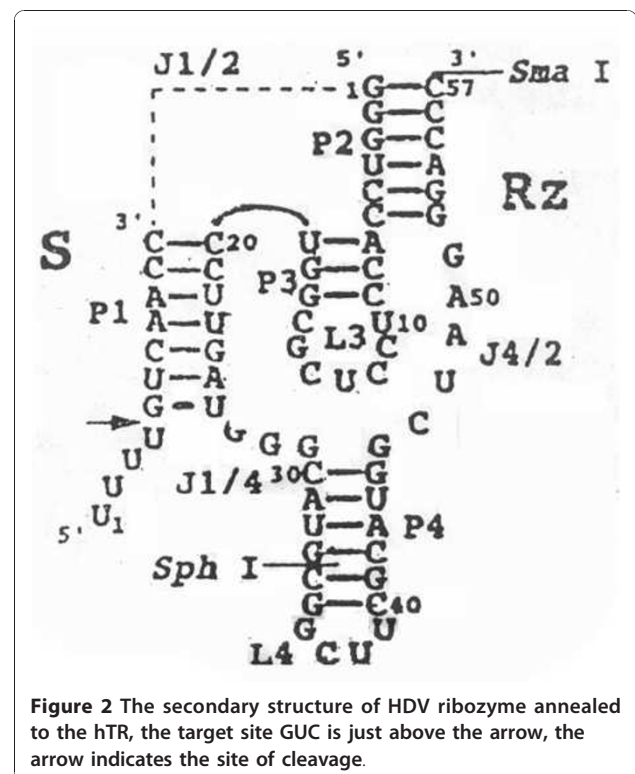 J1/2 5' 3'
1G C57 Sma I
G C
P2 G C
U A Rz
C G
C G
3'
S C C20 U A G
C C P3 G C
A U G C A50
P1 A U C L3 U10 A
C G G C J4/2
U A C U C U
G U C
U G G G G
U J1/4 30C G
U A U
5' U1 U A P4
G C
Sph I C G
G C40
G U
L4 C U
Figure 2 The secondary structure of HDV ribozyme annealed
to the hTR, the target site GUC is just above the arrow, the
arrow indicates the site of cleavage.